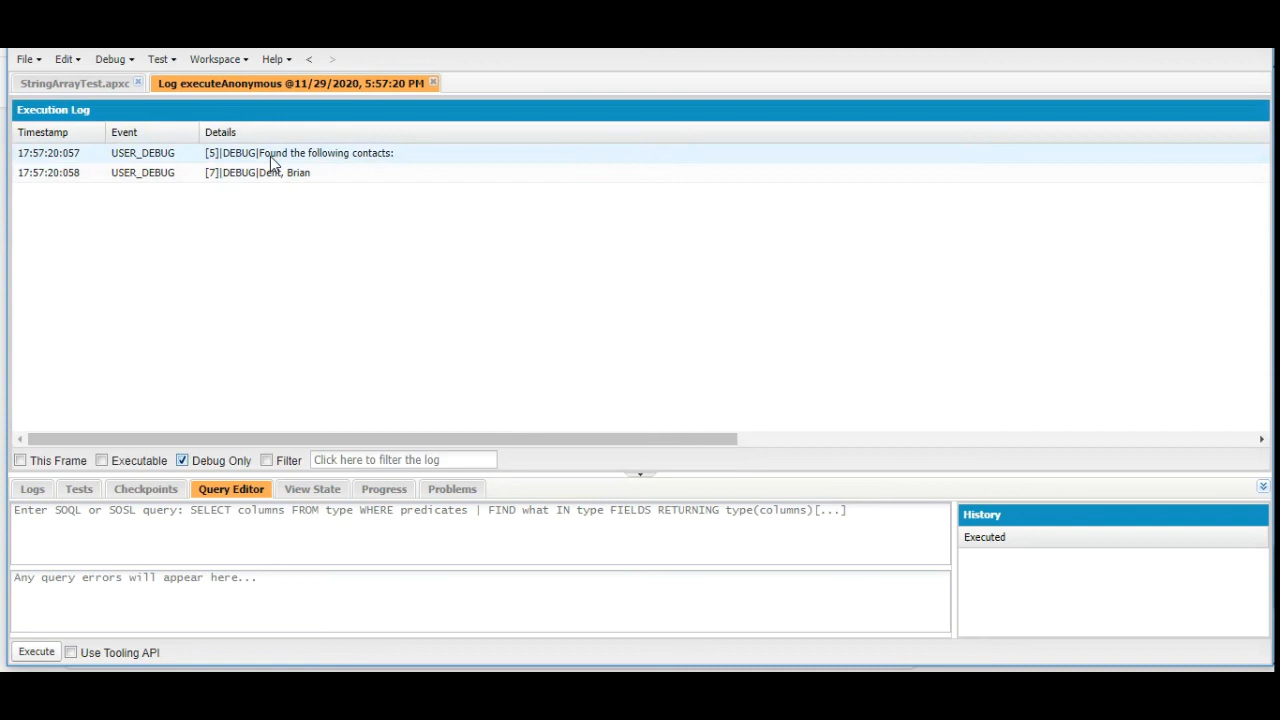 File Edit Debug Test Workspace Help < >
StringArrayTest.apxc Log executeAnonymous @11/29/2020, 5:57:20 PM
Execution Log
Timestamp Event Details
17:57:20:057 USER_DEBUG [5]|DEBUG|Found the following contacts:
17:57:20:058 USER_DEBUG [7]|DEBUG|Dent, Brian
This Frame Executable Debug Only Filter Click here to filter the log
Logs Tests Checkpoints Query Editor View State Progress Problems
Enter SOQL or SOSL query: SELECT columns FROM type WHERE predicates | FIND what IN type FIELDS RETURNING type(columns)[...]
History
Executed
Any query errors will appear here...
Execute Use Tooling API